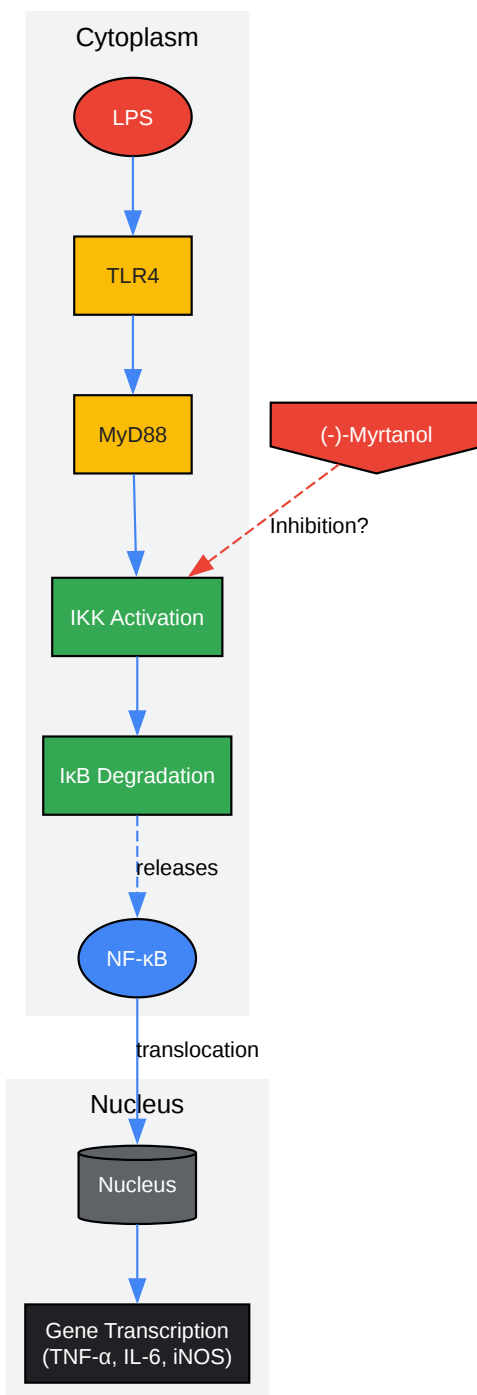 Cytoplasm
LPS
TLR4
MyD88
(-)-Myrtanol
Inhibition?
IKK Activation
IκB Degradation
releases
NF-κB
translocation
Nucleus
Nucleus
Gene Transcription
(TNF-α, IL-6, iNOS)